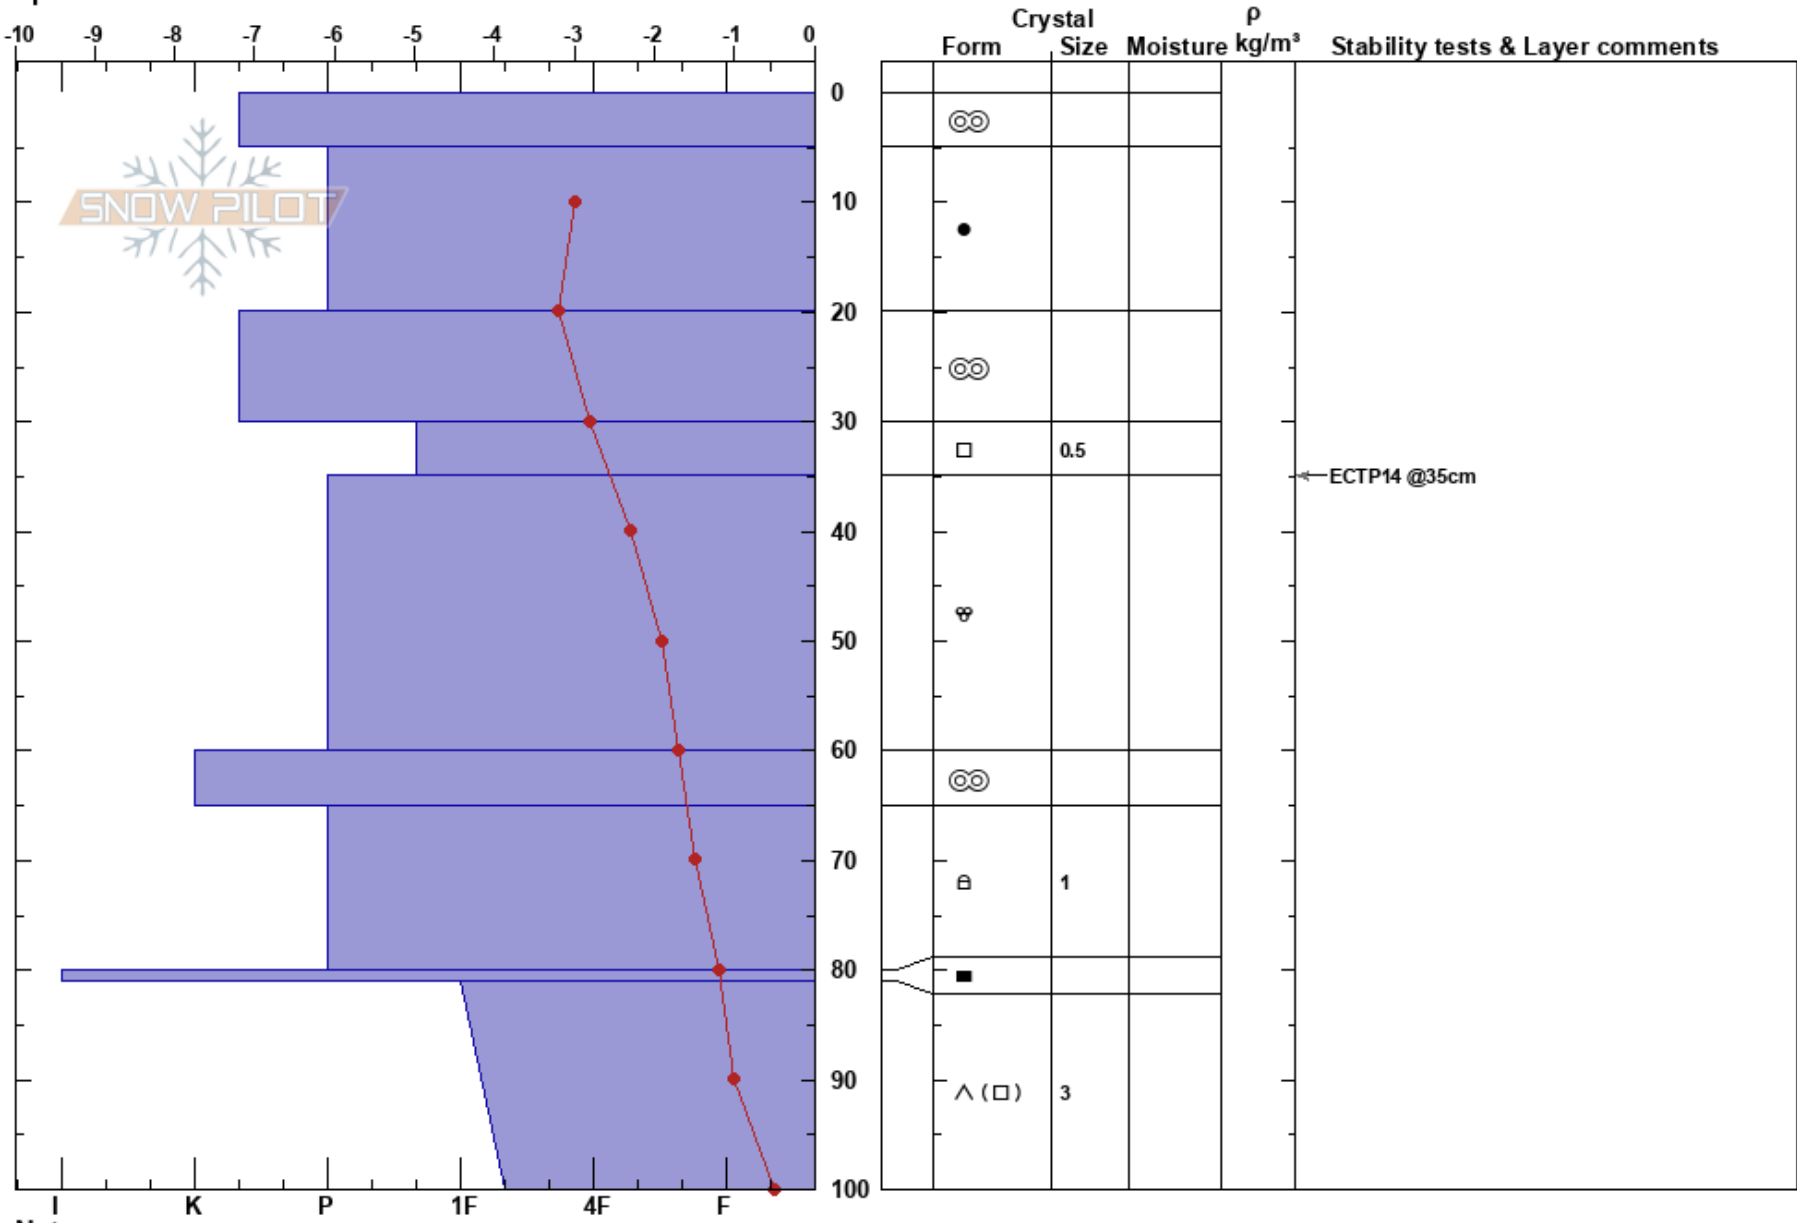 Crystal ρ
-10 -9 -8 -7 -6 -5 -4 -3 -2 -1 0 Form Size Moisture kg/m³ Stability tests & Layer comments
0
SNOW PILOT 10
20
30
0.5
ECTP14 @35cm
40
50
60
70
1
80
90
( ) 3
100
I K P 1F 4F F